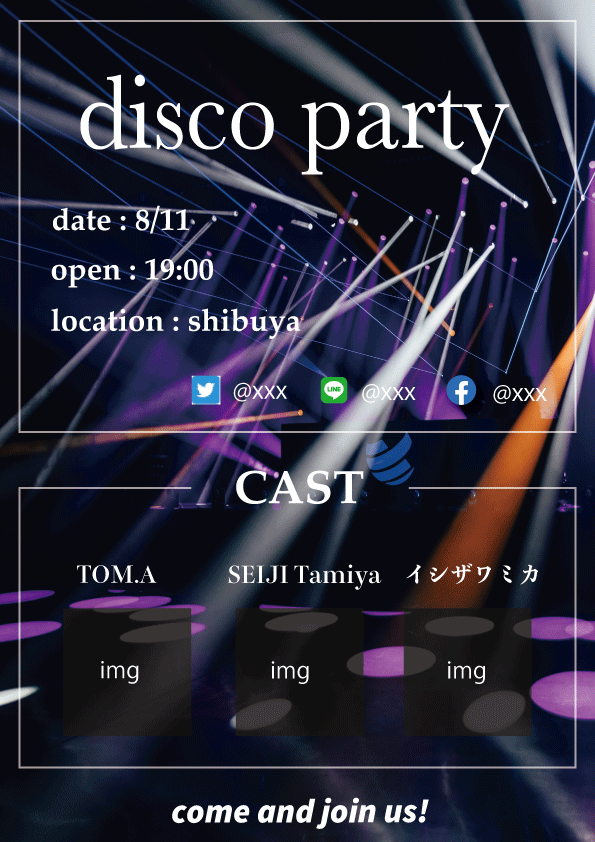 disco party
date : 8/11
open : 19:00
location : shibuya
@xxx LINE @xxx @xxx
CAST
TOM.A SEIJI Tamiya イシザワミカ
img img img
come and join us!